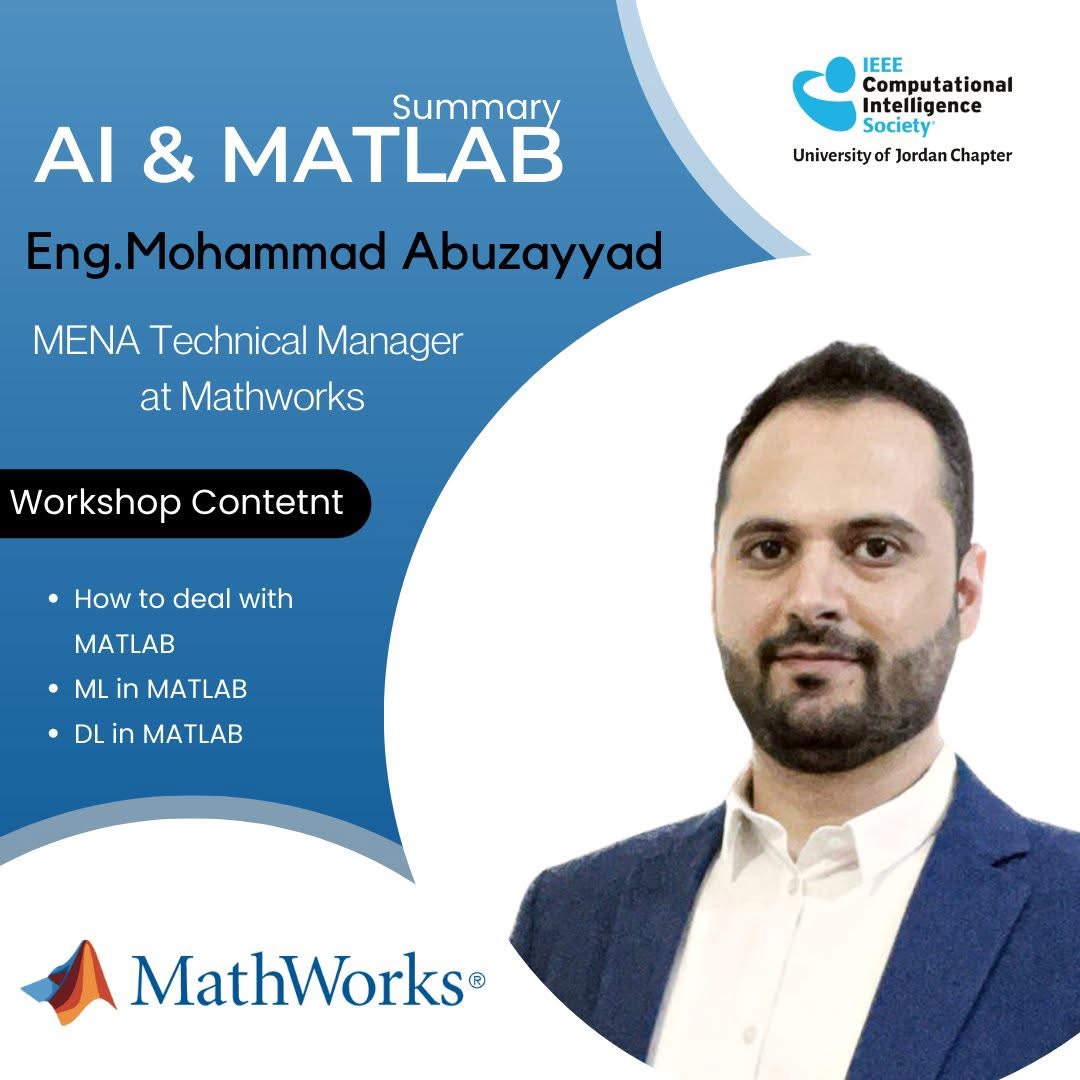 Summary
AI & MATLAB
Eng.Mohammad Abuzayyad
MENA Technical Manager
at Mathworks
Workshop Contetnt
• How to deal with
MATLAB
• ML in MATLAB
• DL in MATLAB
IEEE
Computational
Intelligence
Society
University of Jordan Chapter
MathWorks®